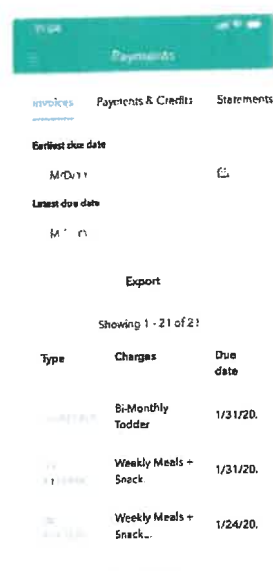 Payments
Invoices Payments & Credits Statements
Earliest due date
M/D/YY
Latest due date
Export
Showing 1 - 21 of 21
Type Charges Due date
Bi-Monthly Todder 1/31/20.
Weekly Meals + Snack 1/31/20.
Weekly Meals + Snack... 1/24/20.